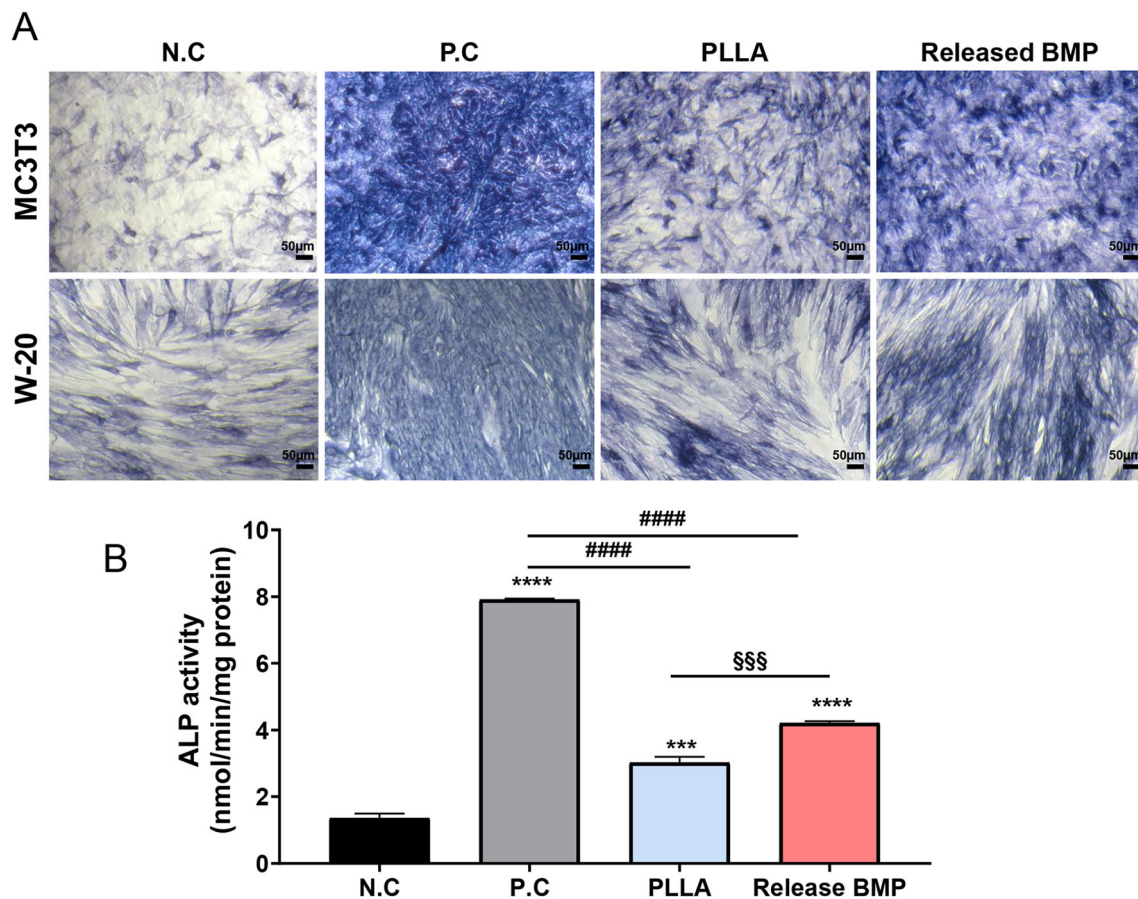 A
N.C P.C PLLA Released BMP
MC3T3
50µm 50µm 50µm 50µm
W-20
50µm 50µm 50µm 50µm
B
ALP activity
(nmol/min/mg protein)
10
8
6
4
2
0
####
####
****
§§§
****
***
N.C P.C PLLA Release BMP